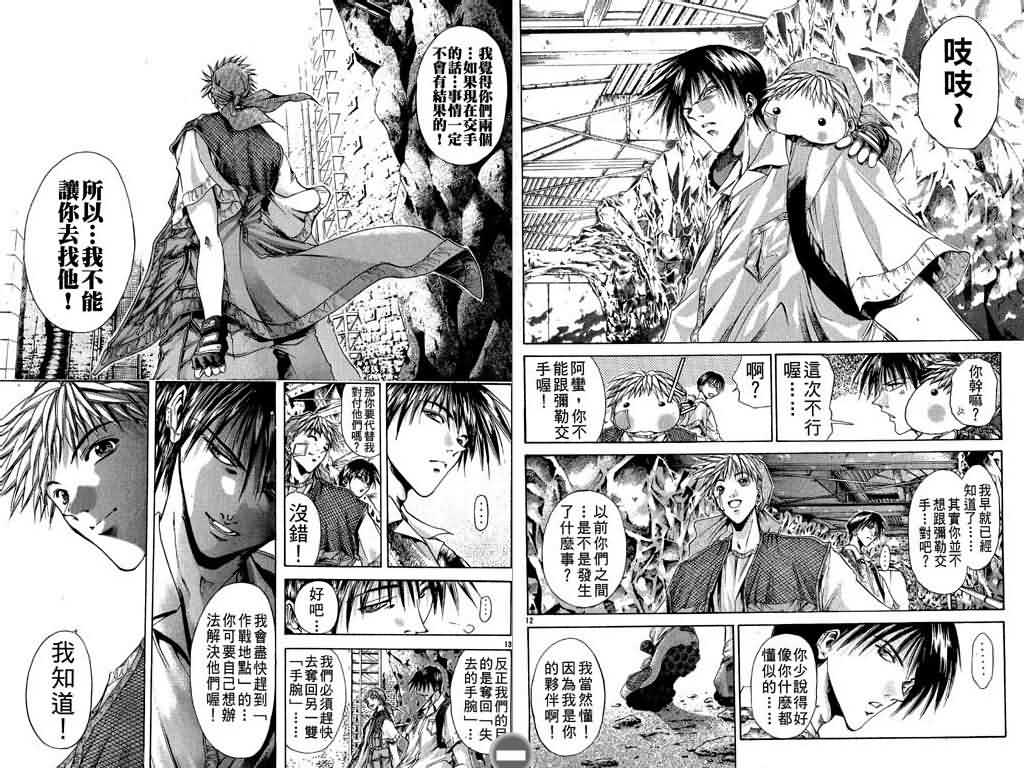 吱吱~
你幹嘛?
這次不行
喔……
啊?
阿蠻,你不
能跟彌勒交
手喔!
我早就已經
知道了……
其實你並不
想跟彌勒交
手…對吧?
以前你們之間
…是不是發生
了什麼事?
……
你少說得好
像你什麼都
懂似的……
我當然懂!
因為我是你
的夥伴啊!
12
我覺得你們兩個
…如果現在交手
的話…事情一定
不會有結果的!
所以…我不能
讓你去找他!
……
那你要代替我
對付他們嗎?
沒錯!
……
好吧…
13
反正我們的目
的是奪回「失
去的手腕」
我們必須趕快
去奪回另一雙
「手腕」……
我會盡快趕到「
作戰地點」的…
你可要自己想辦
法解決他們喔!
我知道!